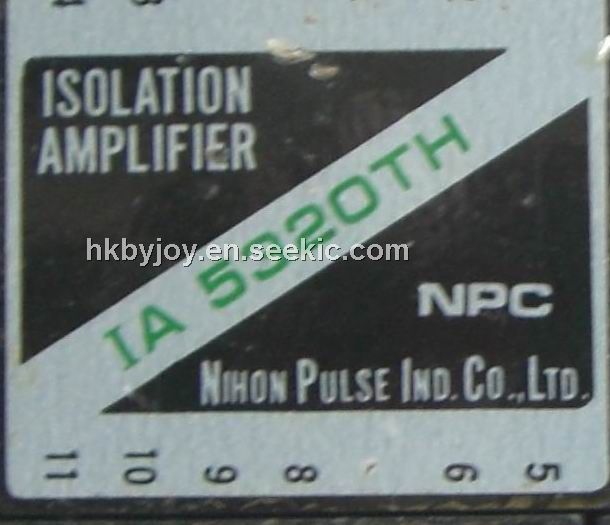 ISOLATION
AMPLIFIER
IA 5320TH
hkbyjoy.en.seekic.com
NPC
NIHON PULSE IND. CO.,LTD.
11 10 9 8 6 5